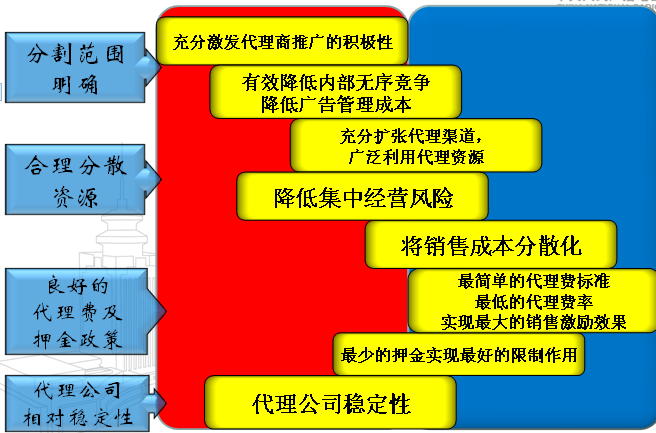 分割范围
明确
充分激发代理商推广的积极性
有效降低内部无序竞争
降低广告管理成本
合理分散
资源
充分扩张代理渠道，
广泛利用代理资源
降低集中经营风险
将销售成本分散化
良好的
代理费及
押金政策
最简单的代理费标准
最低的代理费率
实现最大的销售激励效果
最少的押金实现最好的限制作用
代理公司
相对稳定性
代理公司稳定性